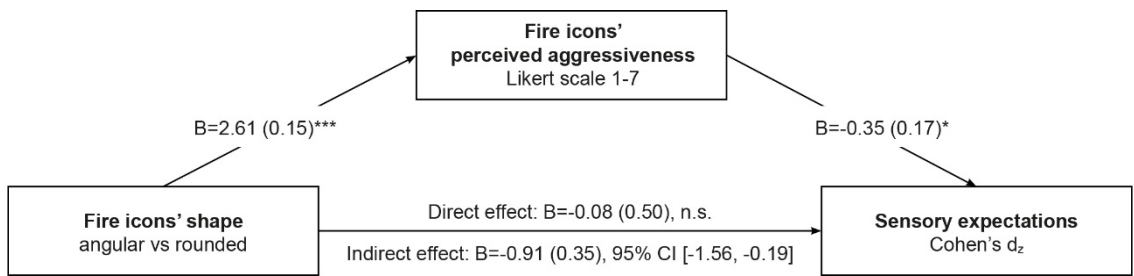 Fire icons'
perceived aggressiveness
Likert scale 1-7
B=2.61 (0.15)***
B=-0.35 (0.17)*
Fire icons' shape
angular vs rounded
Direct effect: B=-0.08 (0.50), n.s.
Indirect effect: B=-0.91 (0.35), 95% CI [-1.56, -0.19]
Sensory expectations
Cohen's dz